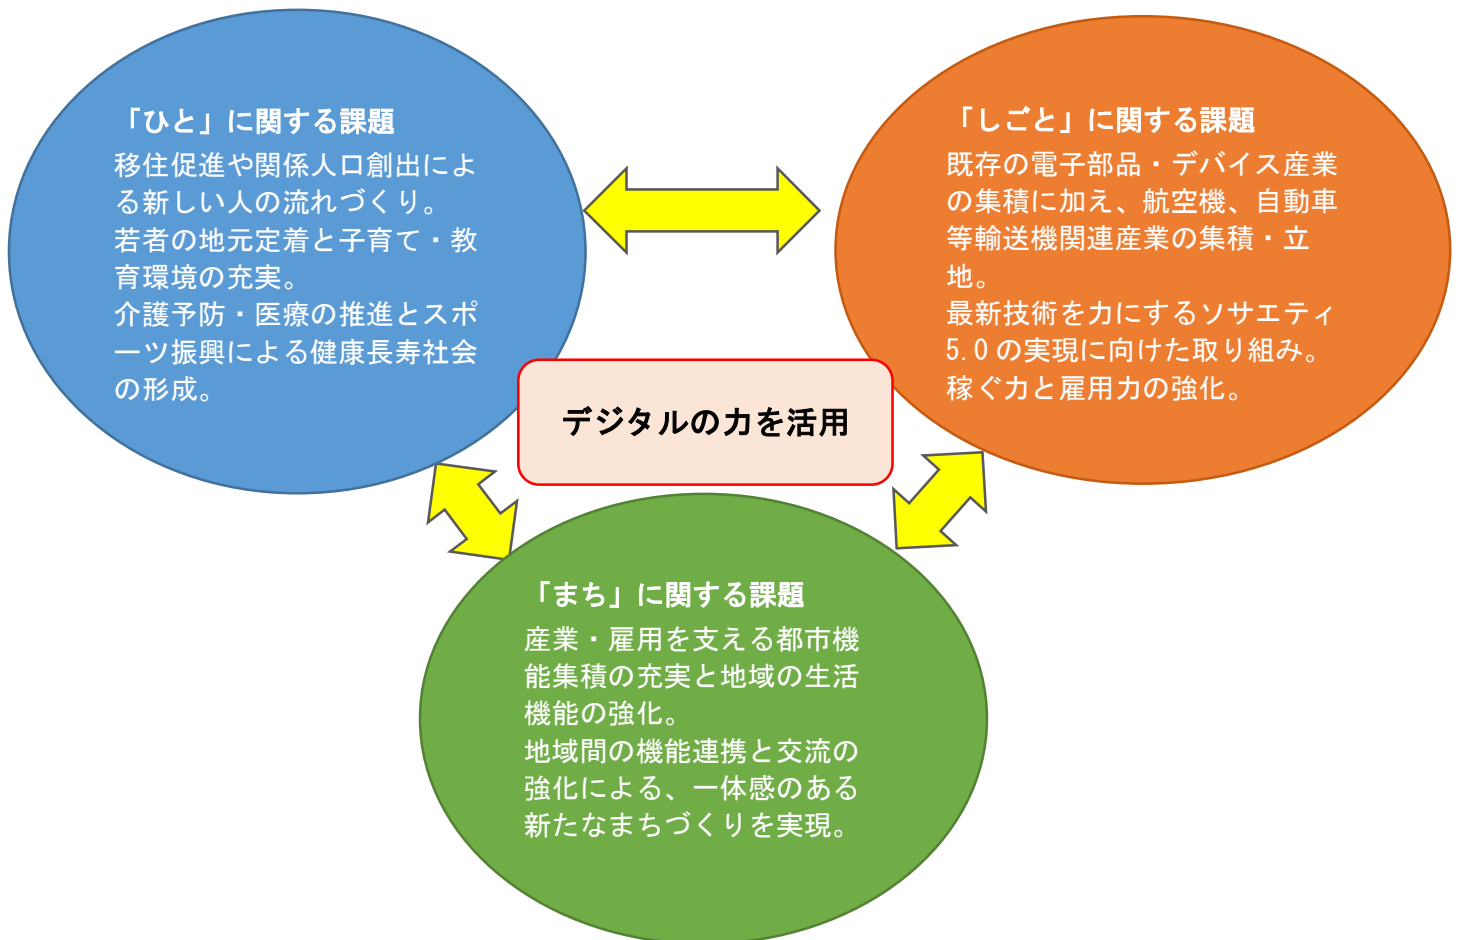 「ひと」に関する課題
移住促進や関係人口創出によ
る新しい人の流れづくり。
若者の地元定着と子育て・教
育環境の充実。
介護予防・医療の推進とスポ
ーツ振興による健康長寿社会
の形成。
「しごと」に関する課題
既存の電子部品・デバイス産業
の集積に加え、航空機、自動車
等輸送機関連産業の集積・立
地。
最新技術を力にするソサエティ
5.0の実現に向けた取り組み。
稼ぐ力と雇用力の強化。
デジタルの力を活用
「まち」に関する課題
産業・雇用を支える都市機
能集積の充実と地域の生活
機能の強化。
地域間の機能連携と交流の
強化による、一体感のある
新たなまちづくりを実現。